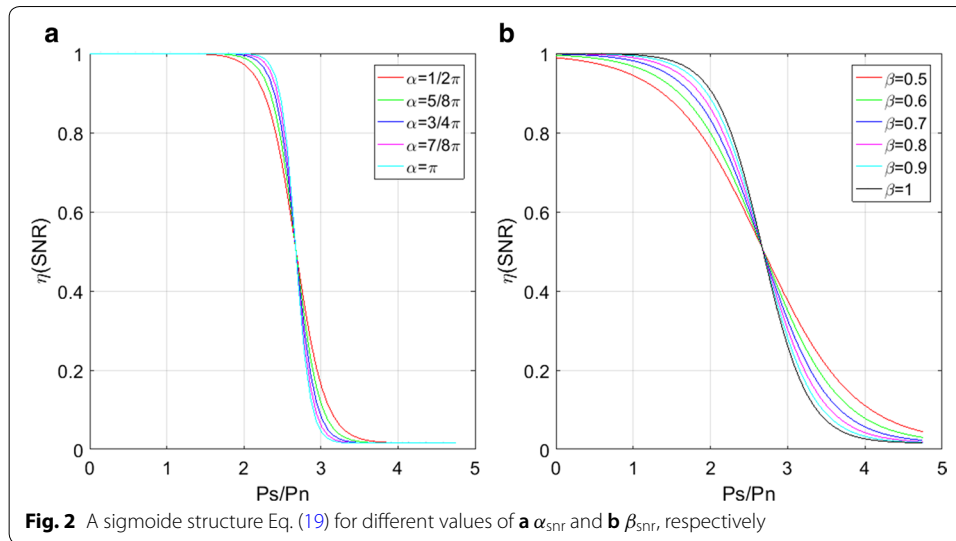 a
1
0.8
0.6
0.4
0.2
0
η(SNR)
0 1 2 3 4 5
Ps/Pn
α=1/2π
α=5/8π
α=3/4π
α=7/8π
α=π
b
1
0.8
0.6
0.4
0.2
0
η(SNR)
0 1 2 3 4 5
Ps/Pn
β=0.5
β=0.6
β=0.7
β=0.8
β=0.9
β=1
Fig. 2 A sigmoide structure Eq. (19) for different values of a αsnr and b βsnr, respectively